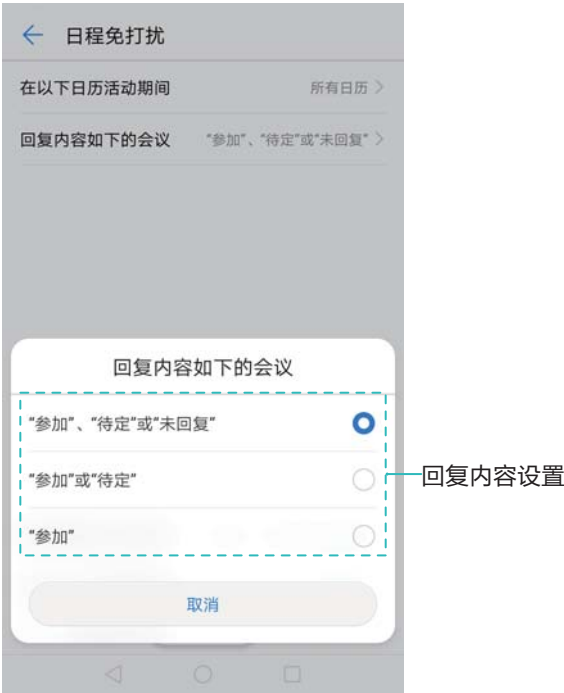 日程免打扰
在以下日历活动期间 所有日历
回复内容如下的会议 "参加"、"待定"或"未回复"
回复内容如下的会议
"参加"、"待定"或"未回复"
"参加"或"待定"
回复内容设置
"参加"
取消